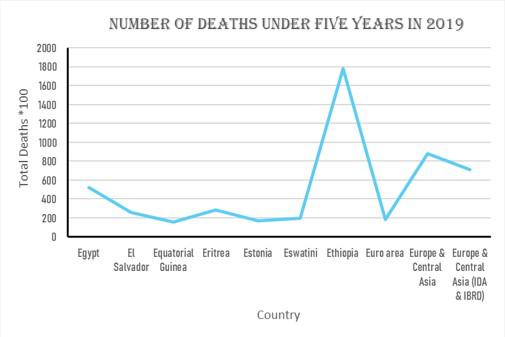 NUMBER OF DEATHS UNDER FIVE YEARS IN 2019
2000
1800
1600
1400
1200
1000
800
600
400
200
0
Total Deaths *100
Egypt
El
Salvador
Equatorial
Guinea
Eritrea
Estonia
Eswatini
Ethiopia
Euro area
Europe &
Central
Asia
Europe &
Central
Asia (IDA
& IBRD)
Country